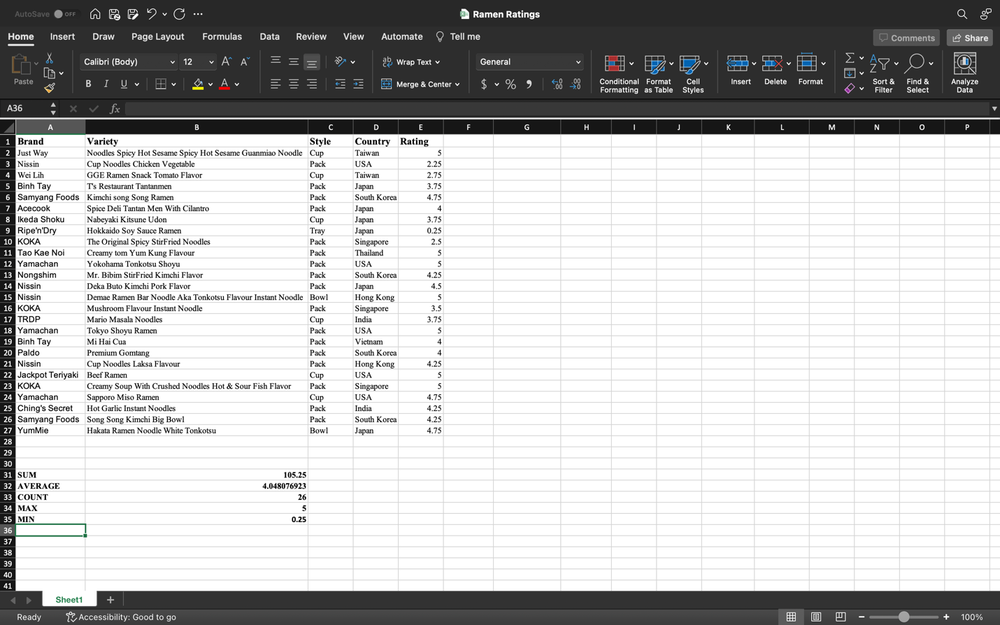 AutoSave OFF
Ramen Ratings
Home Insert Draw Page Layout Formulas Data Review View Automate Tell me
Comments Share
Paste
Calibri (Body) 12
B I U
A A
A
ab Wrap Text
Merge & Center
General
$ % 9
Conditional Formatting
Format as Table
Cell Styles
Insert
Delete
Format
Sort & Filter
Find & Select
Analyze Data
A36 fx
A B C D E F G H I J K L M N O P
1 Brand Variety Style Country Rating
2 Just Way Noodles Spicy Hot Sesame Spicy Hot Sesame Guanmiao Noodle Cup Taiwan 5
3 Nissin Cup Noodles Chicken Vegetable Pack USA 2.25
4 Wei Lih GGE Ramen Snack Tomato Flavor Cup Taiwan 2.75
5 Binh Tay T's Restaurant Tantanmen Pack Japan 3.75
6 Samyang Foods Kimchi song Song Ramen Pack South Korea 4.75
7 Acecook Spice Deli Tantan Men With Cilantro Pack Japan 4
8 Ikeda Shoku Nabeyaki Kitsune Udon Cup Japan 3.75
9 Ripe'n'Dry Hokkaido Soy Sauce Ramen Tray Japan 0.25
10 KOKA The Original Spicy StirFried Noodles Pack Singapore 2.5
11 Tao Kae Noi Creamy tom Yum Kung Flavour Pack Thailand 5
12 Yamachan Yokohama Tonkotsu Shoyu Pack USA 5
13 Nongshim Mr. Bibim StirFried Kimchi Flavor Pack South Korea 4.25
14 Nissin Deka Buto Kimchi Pork Flavor Pack Japan 4.5
15 Nissin Demae Ramen Bar Noodle Aka Tonkotsu Flavour Instant Noodle Bowl Hong Kong 5
16 KOKA Mushroom Flavour Instant Noodle Pack Singapore 3.5
17 TRDP Mario Masala Noodles Cup India 3.75
18 Yamachan Tokyo Shoyu Ramen Pack USA 5
19 Binh Tay Mi Hai Cua Pack Vietnam 4
20 Paldo Premium Gomtang Pack South Korea 4
21 Nissin Cup Noodles Laksa Flavour Pack Hong Kong 4.25
22 Jackpot Teriyaki Beef Ramen Cup USA 5
23 KOKA Creamy Soup With Crushed Noodles Hot & Sour Fish Flavor Pack Singapore 5
24 Yamachan Sapporo Miso Ramen Cup USA 4.75
25 Ching's Secret Hot Garlic Instant Noodles Pack India 4.25
26 Samyang Foods Song Song Kimchi Big Bowl Pack South Korea 4.25
27 YumMie Hakata Ramen Noodle White Tonkotsu Bowl Japan 4.75
28
29
30
31 SUM 105.25
32 AVERAGE 4.048076923
33 COUNT 26
34 MAX 5
35 MIN 0.25
36
37
38
39
40
41
Sheet1 +
Ready Accessibility: Good to go 100%